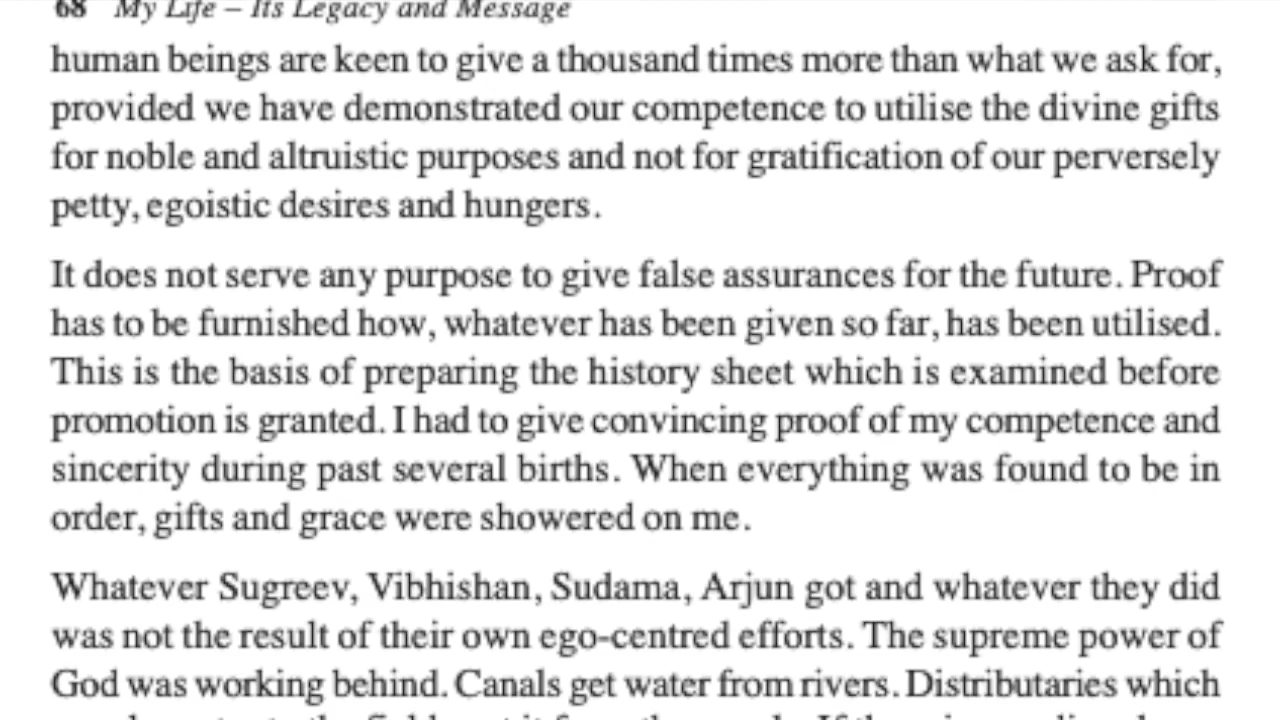 68 My Life – Its Legacy and Message
human beings are keen to give a thousand times more than what we ask for,
provided we have demonstrated our competence to utilise the divine gifts
for noble and altruistic purposes and not for gratification of our perversely
petty, egoistic desires and hungers.
It does not serve any purpose to give false assurances for the future. Proof
has to be furnished how, whatever has been given so far, has been utilised.
This is the basis of preparing the history sheet which is examined before
promotion is granted. I had to give convincing proof of my competence and
sincerity during past several births. When everything was found to be in
order, gifts and grace were showered on me.
Whatever Sugreev, Vibhishan, Sudama, Arjun got and whatever they did
was not the result of their own ego-centred efforts. The supreme power of
God was working behind. Canals get water from rivers. Distributaries which